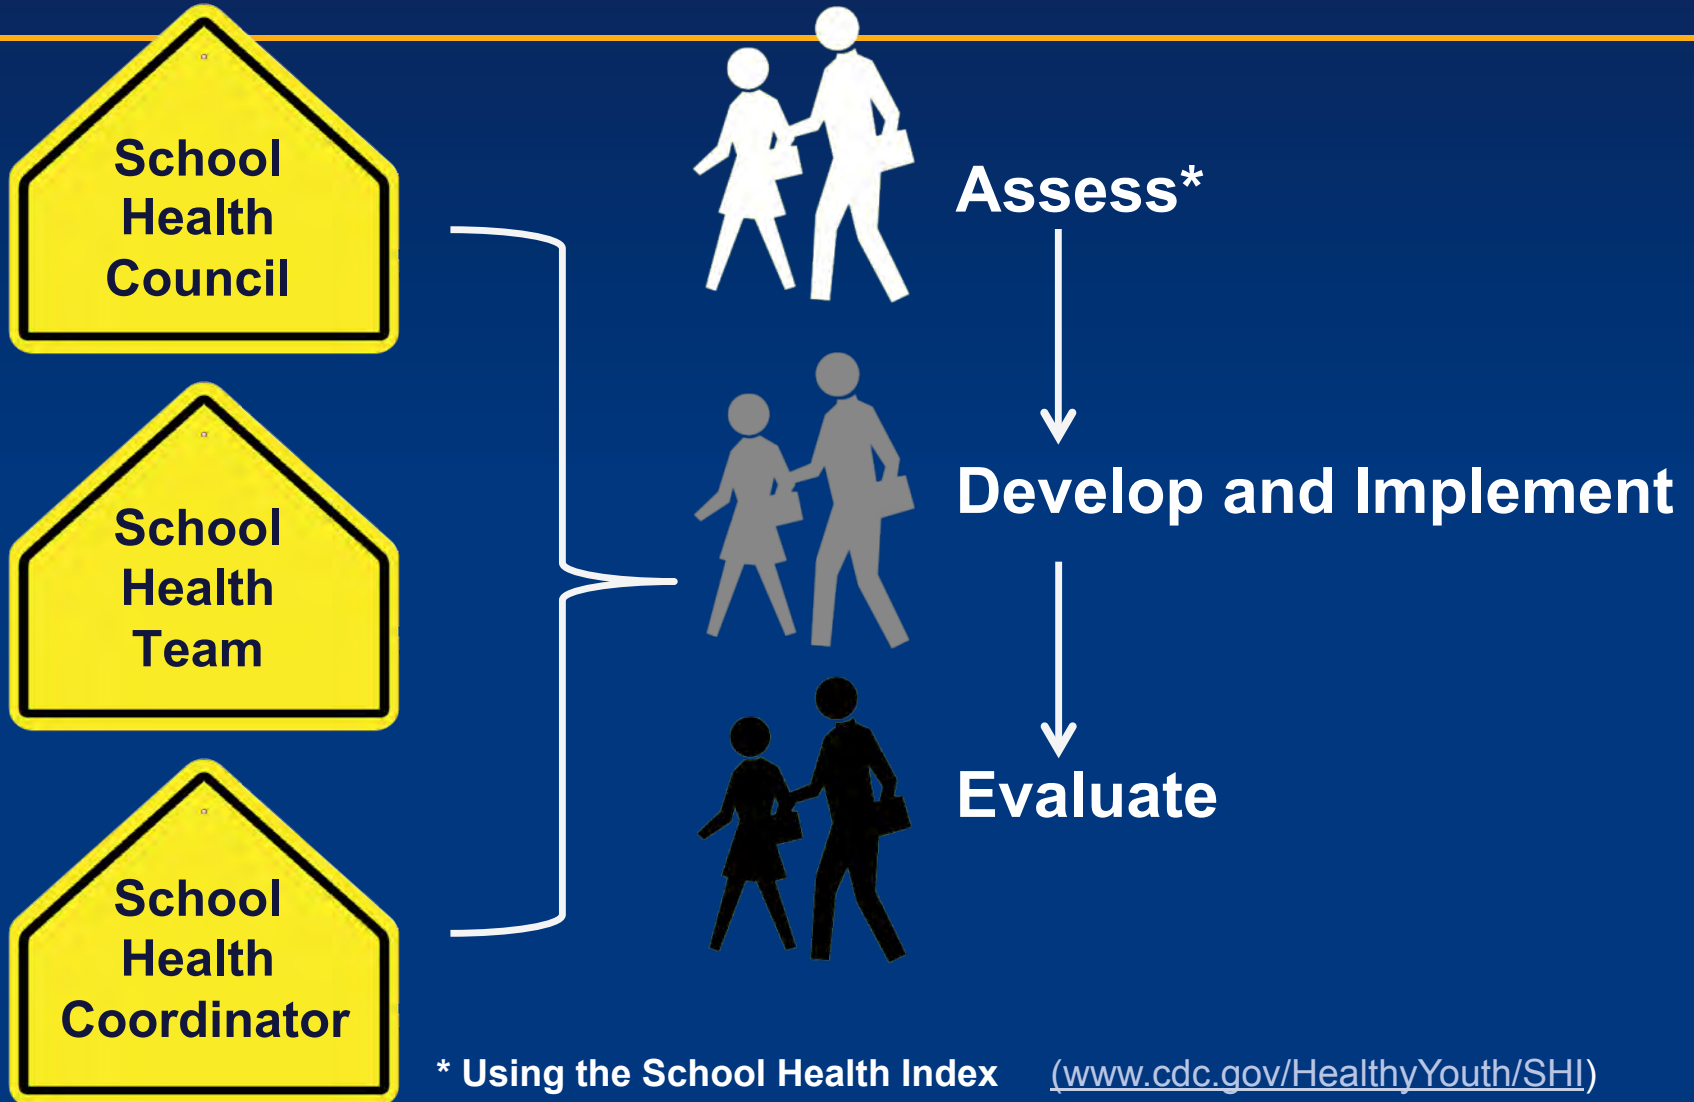 School
Health
Council
School
Health
Team
School
Health
Coordinator
Assess*
Develop and Implement
Evaluate
* Using the School Health Index (www.cdc.gov/HealthyYouth/SHI)